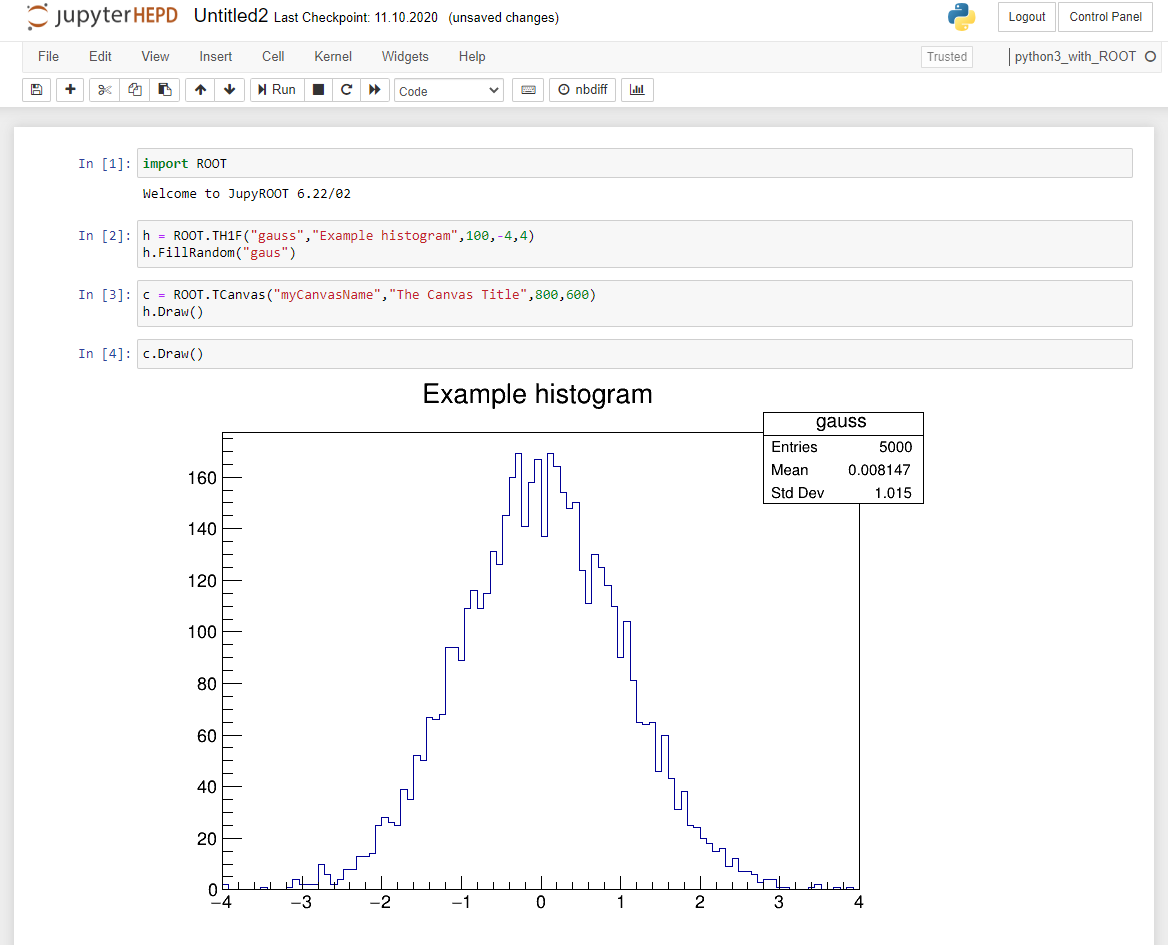 jupyterHEPD Untitled2 Last Checkpoint: 11.10.2020 (unsaved changes) Logout Control Panel
File Edit View Insert Cell Kernel Widgets Help Trusted python3_with_ROOT
Run Code nbdiff
In [1]: import ROOT
Welcome to JupyROOT 6.22/02
In [2]: h = ROOT.TH1F("gauss","Example histogram",100,-4,4)
h.FillRandom("gaus")
In [3]: c = ROOT.TCanvas("myCanvasName","The Canvas Title",800,600)
h.Draw()
In [4]: c.Draw()
Example histogram
gauss
Entries 5000
Mean 0.008147
Std Dev 1.015
160
140
120
100
80
60
40
20
0
−4 −3 −2 −1 0 1 2 3 4